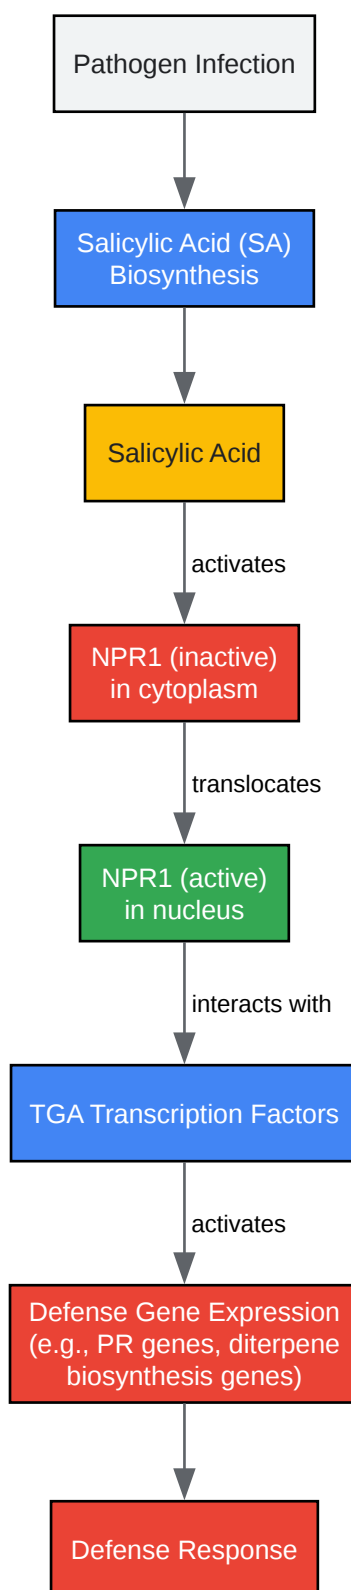 Pathogen Infection
Salicylic Acid (SA)
Biosynthesis
Salicylic Acid
activates
NPR1 (inactive)
in cytoplasm
translocates
NPR1 (active)
in nucleus
interacts with
TGA Transcription Factors
activates
Defense Gene Expression
(e.g., PR genes, diterpene
biosynthesis genes)
Defense Response